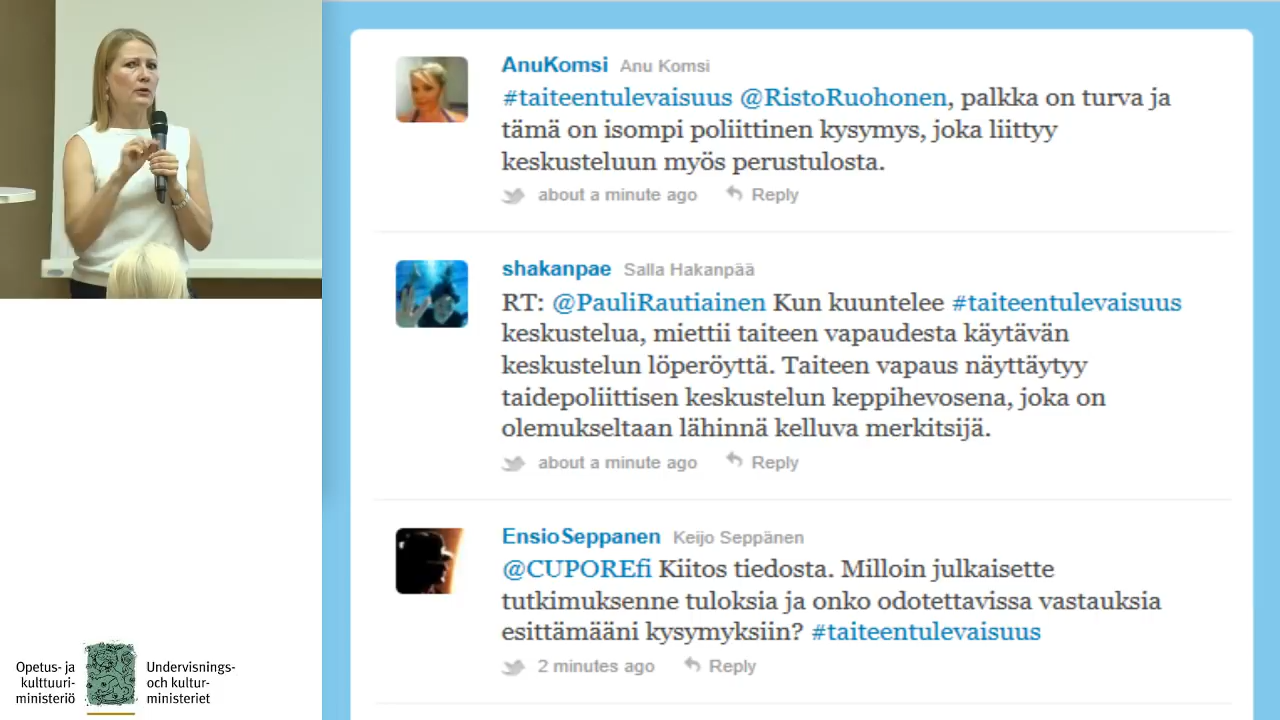 AnuKomsi Anu Komsi
#taiteentulevaisuus @RistoRuohonen, palkka on turva ja
tämä on isompi poliittinen kysymys, joka liittyy
keskusteluun myös perustulosta.
about a minute ago Reply
shakanpae Salla Hakanpää
RT: @PauliRautiainen Kun kuuntelee #taiteentulevaisuus
keskustelua, miettii taiteen vapaudesta käytävän
keskustelun löperöyttä. Taiteen vapaus näyttäytyy
taidepoliittisen keskustelun keppihevosena, joka on
olemukseltaan lähinnä kelluva merkitsijä.
about a minute ago Reply
EnsioSeppanen Keijo Seppänen
@CUPOREfi Kiitos tiedosta. Milloin julkaisette
tutkimuksenne tuloksia ja onko odotettavissa vastauksia
esittämääni kysymyksiin? #taiteentulevaisuus
2 minutes ago Reply
Opetus- ja
kulttuuri-
ministeriö
Undervisnings-
och kultur-
ministeriet